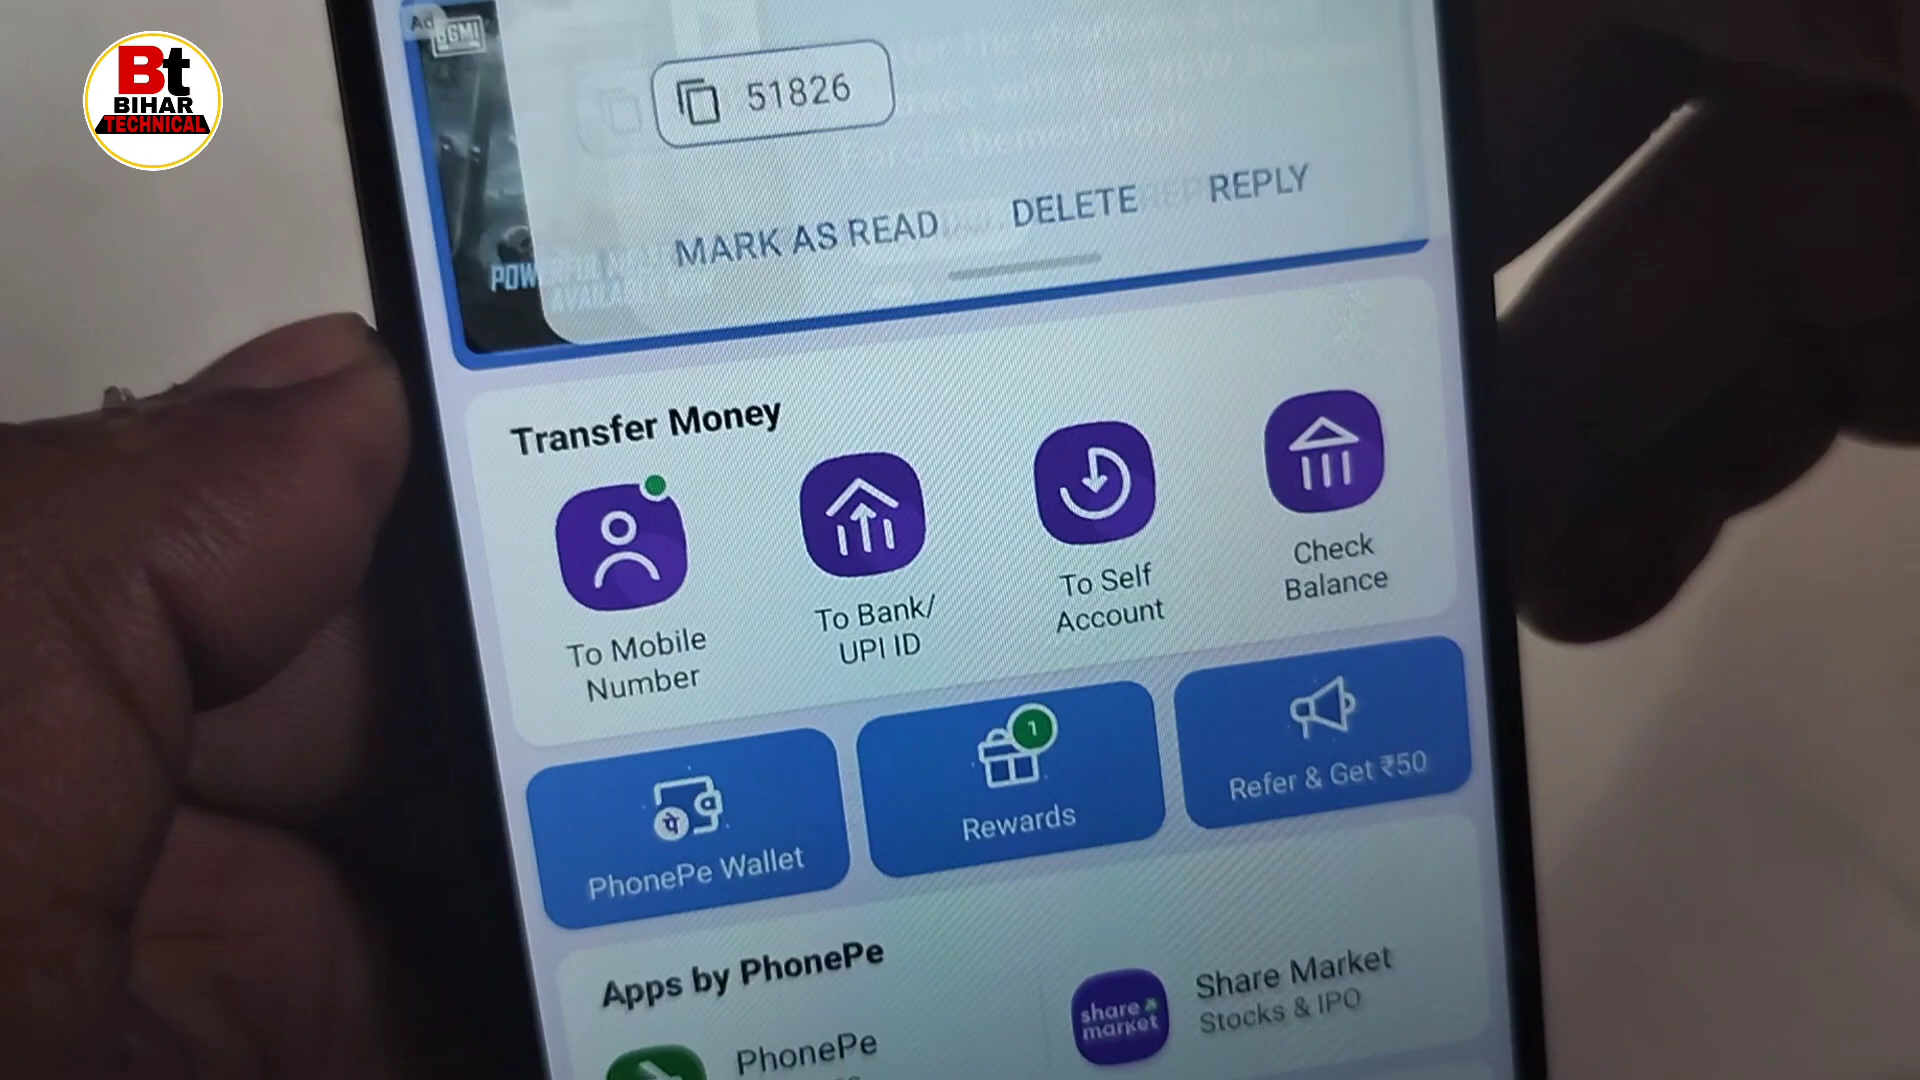 Bt
BIHAR
TECHNICAL
Ad
BGMI
51826
MARK AS READ
DELETE
REPLY
POW
Transfer Money
To Mobile
Number
To Bank/
UPI ID
To Self
Account
Check
Balance
पे
PhonePe Wallet
1
Rewards
Refer & Get ₹50
Apps by PhonePe
PhonePe
share
market
Share Market
Stocks & IPO